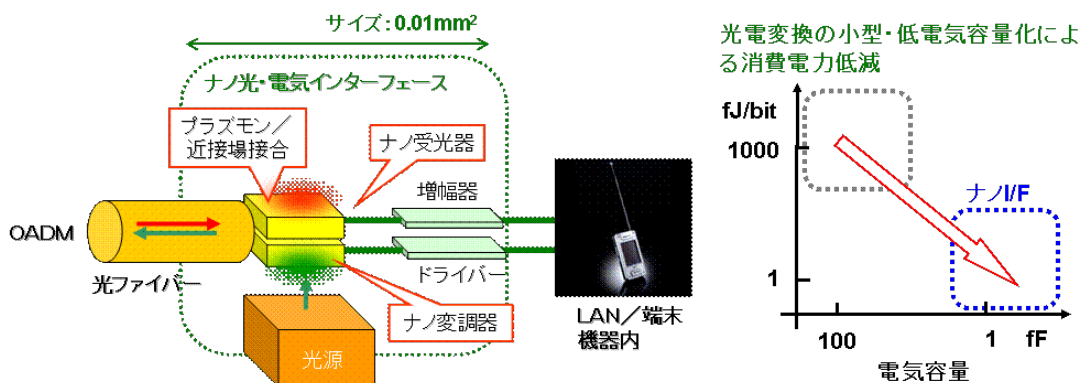 サイズ:0.01mm²
ナノ光・電気インターフェース
プラズモン/
近接場接合
ナノ受光器
増幅器
OADM
光ファイバー
ドライバー
ナノ変調器
光源
LAN/端末
機器内
光電変換の小型・低電気容量化によ
る消費電力低減
fJ/bit
1000
ナノI/F
1
100
1
fF
電気容量